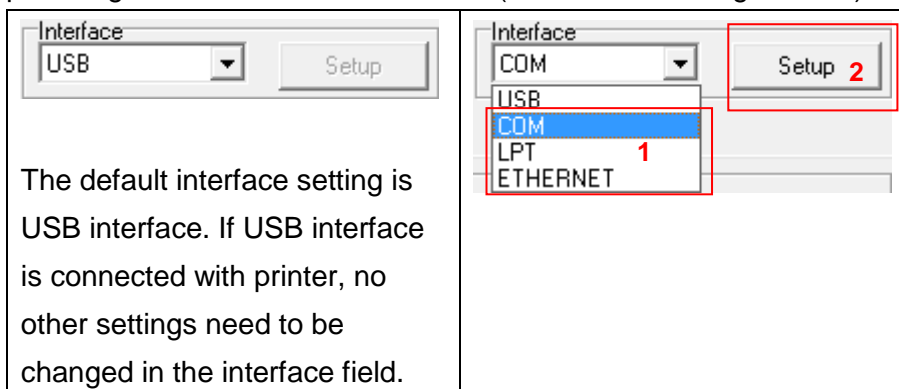 Interface
USB
Setup
The default interface setting is
USB interface. If USB interface
is connected with printer, no
other settings need to be
changed in the interface field.
Interface
COM
Setup 2
USB
COM
LPT 1
ETHERNET